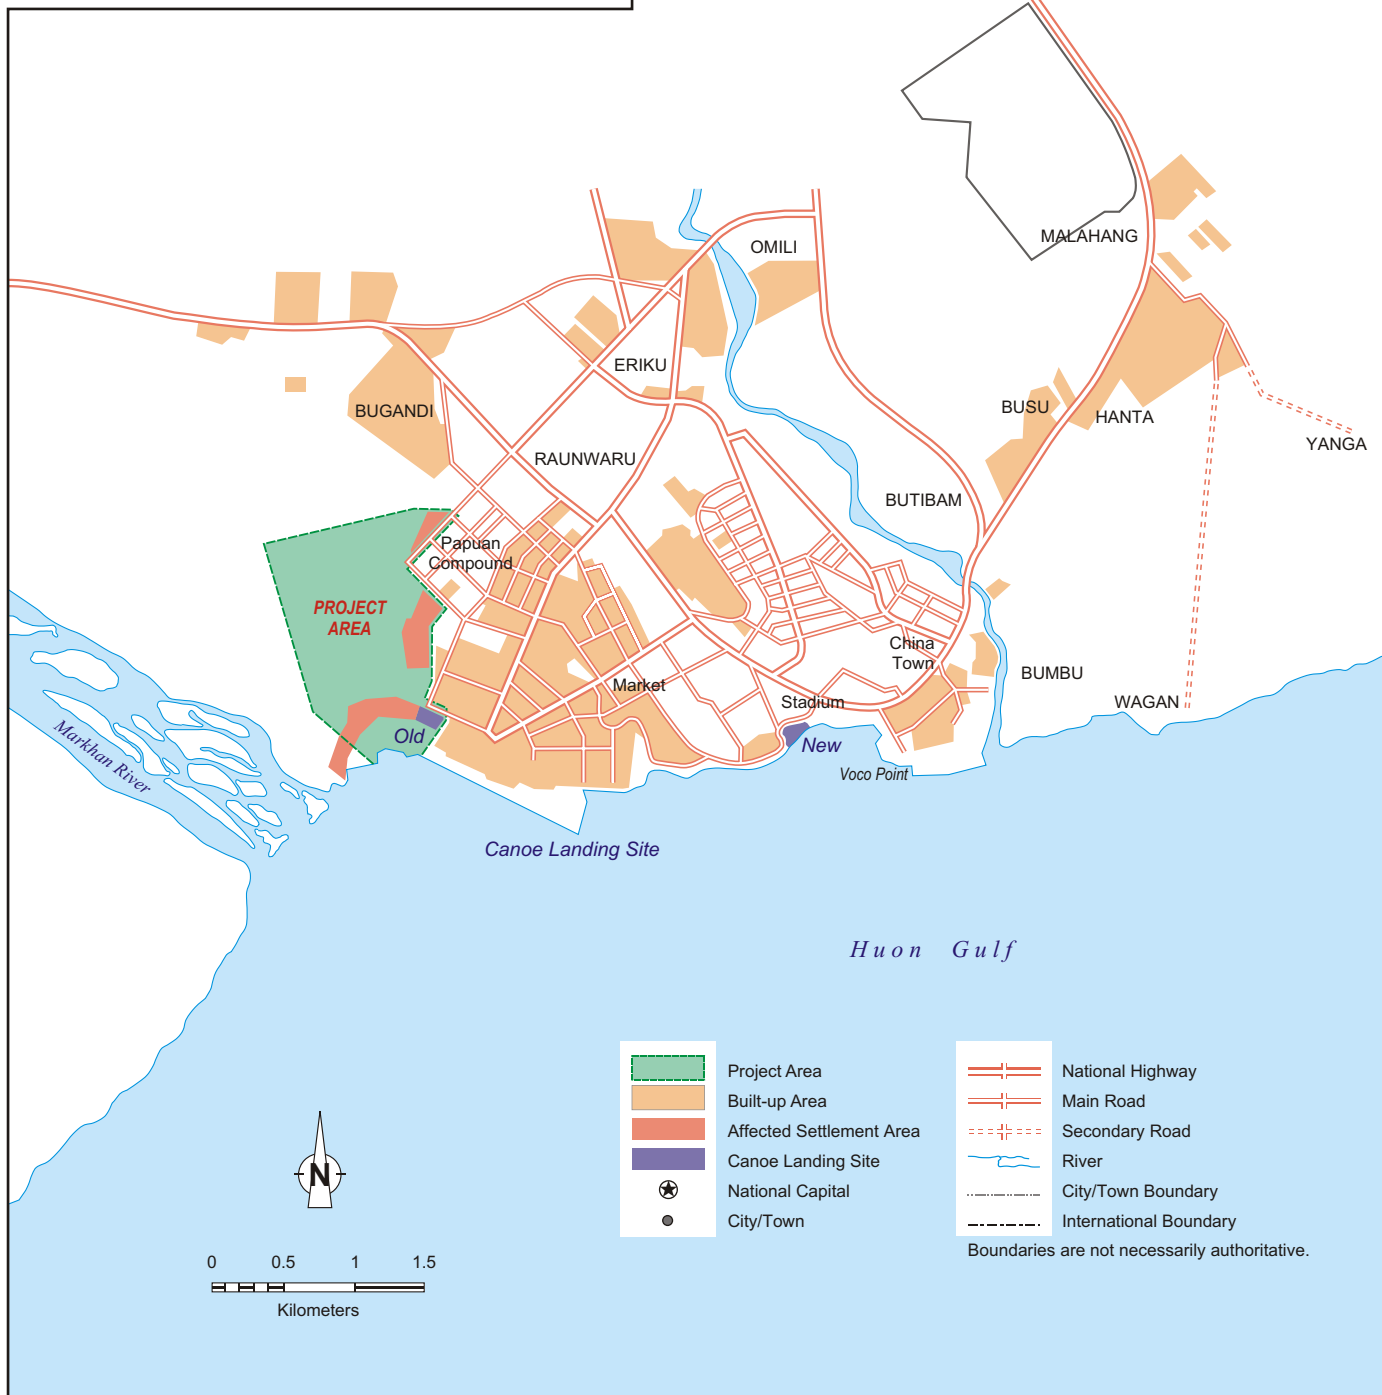 OMILI
MALAHANG
ERIKU
BUGANDI
BUSU
HANTA
YANGA
RAUNWARU
BUTIBAM
Papuan
Compound
PROJECT
AREA
China
Town
BUMBU
Market
Stadium
WAGAN
Old
New
Markhan River
Voco Point
Canoe Landing Site
Huon Gulf
Project Area
Built-up Area
Affected Settlement Area
Canoe Landing Site
National Capital
City/Town
National Highway
Main Road
Secondary Road
River
City/Town Boundary
International Boundary
Boundaries are not necessarily authoritative.
N
0 0.5 1 1.5
Kilometers